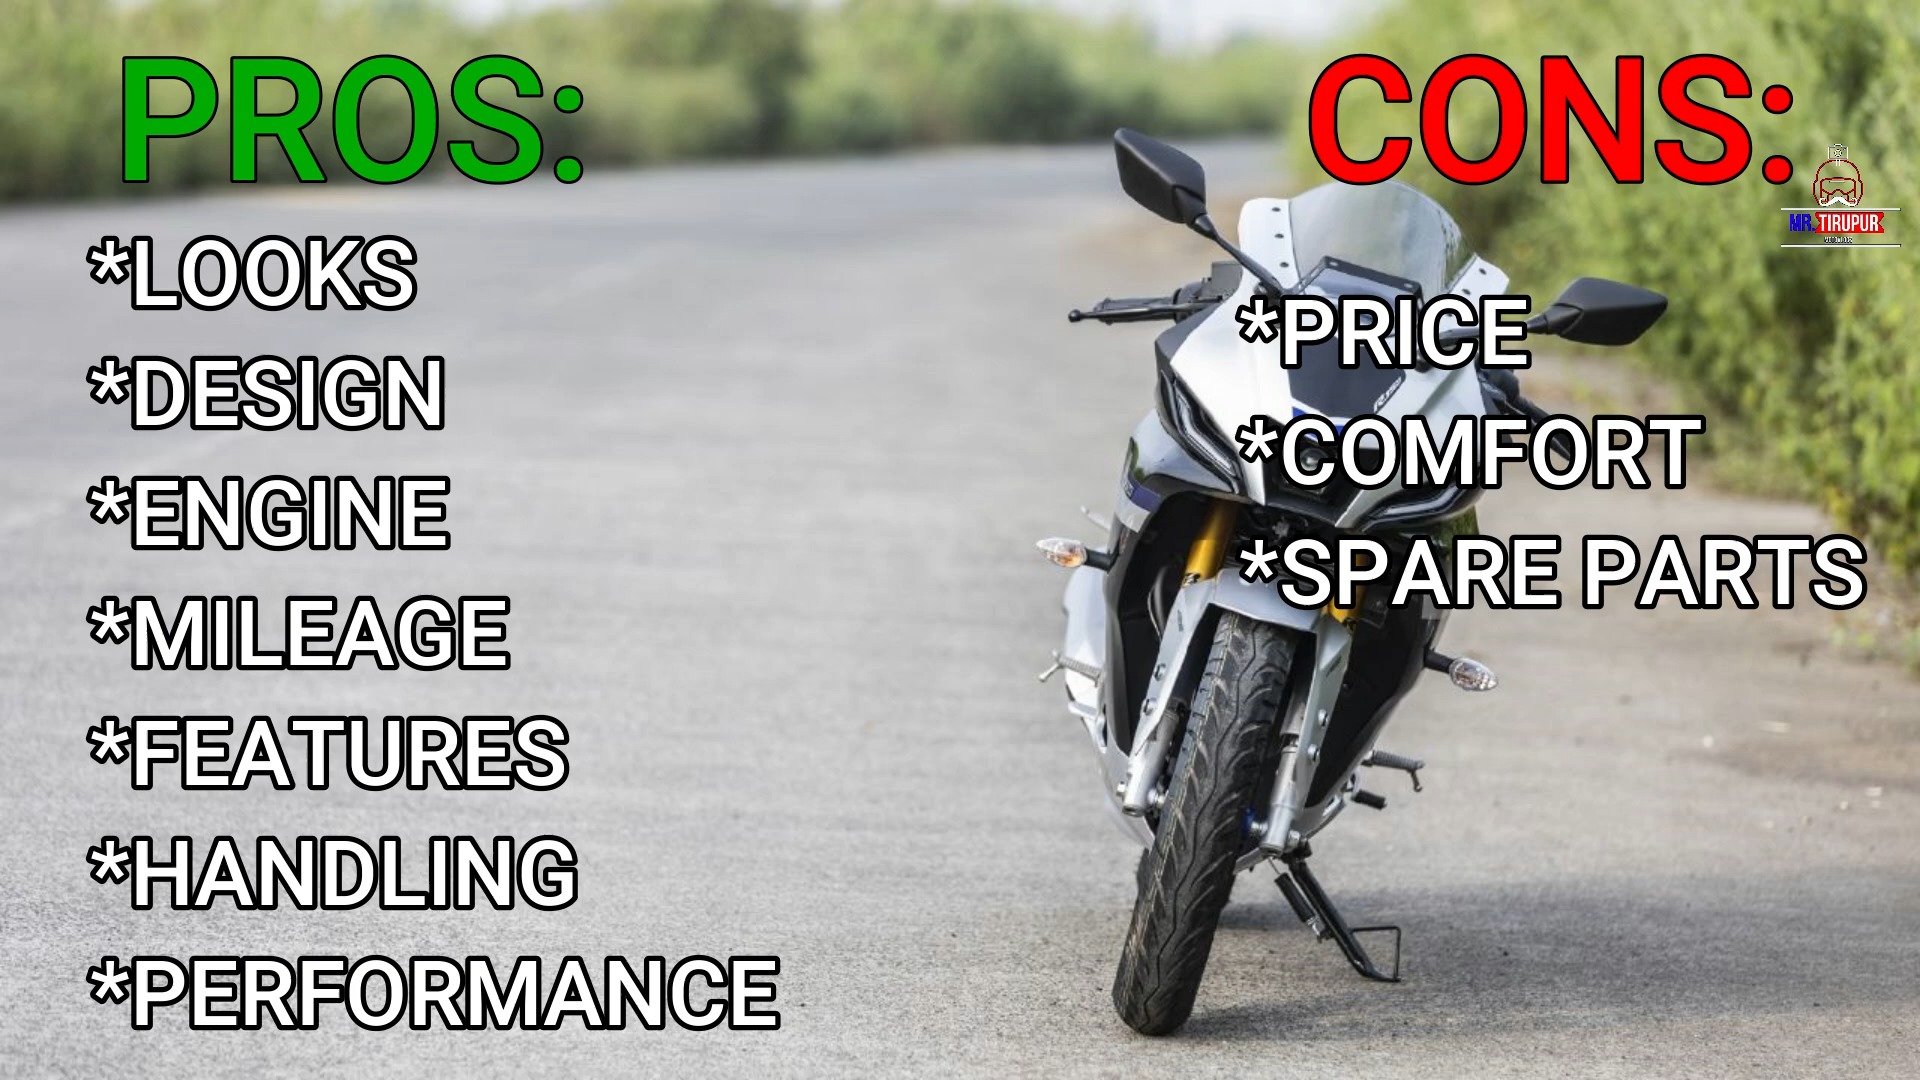 PROS:
*LOOKS
*DESIGN
*ENGINE
*MILEAGE
*FEATURES
*HANDLING
*PERFORMANCE
CONS:
MR.TIRUPUR
*PRICE
*COMFORT
*SPARE PARTS